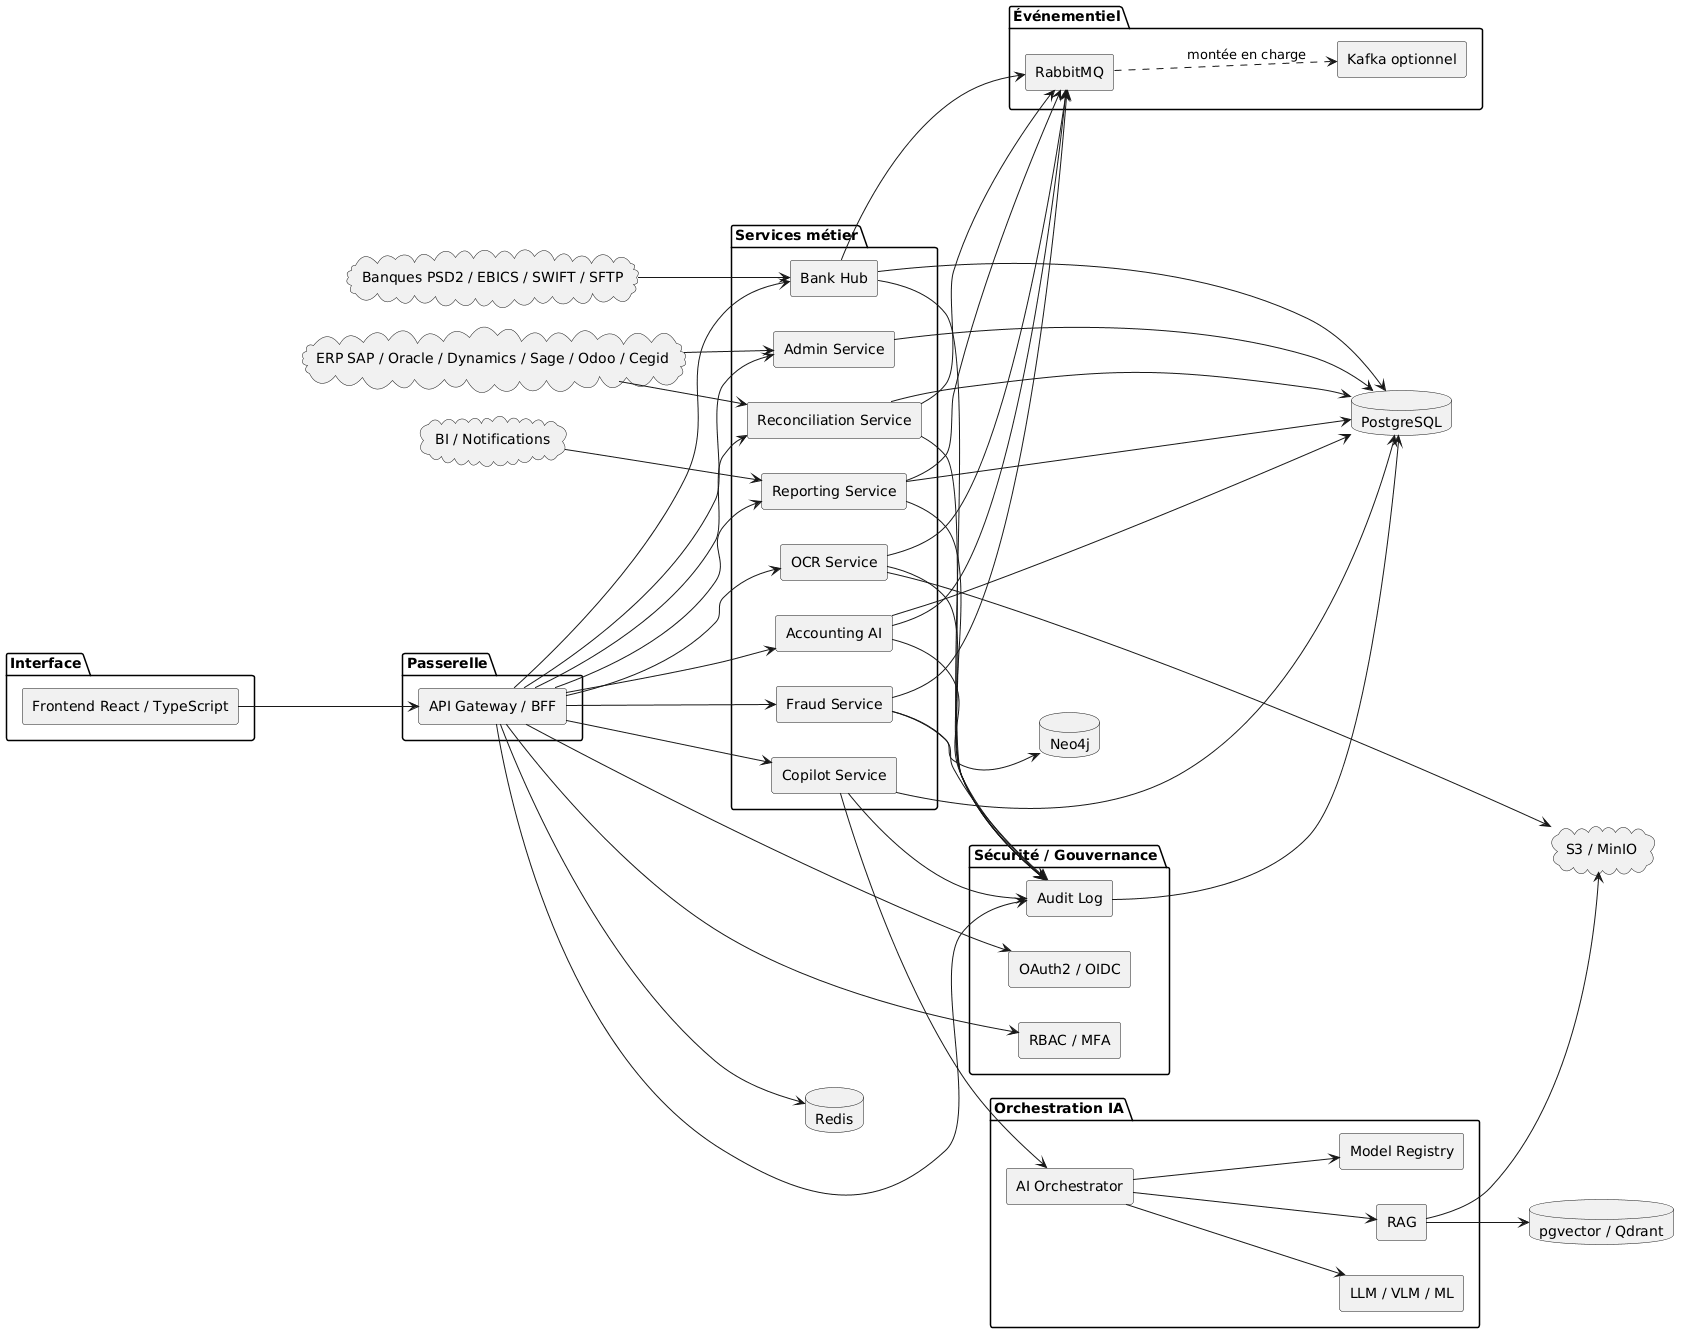 Événementiel
RabbitMQ
montée en charge
Kafka optionnel
Services métier
Banques PSD2 / EBICS / SWIFT / SFTP
Bank Hub
ERP SAP / Oracle / Dynamics / Sage / Odoo / Cegid
Admin Service
BI / Notifications
Reconciliation Service
PostgreSQL
Reporting Service
OCR Service
Accounting AI
Interface
Frontend React / TypeScript
Passerelle
API Gateway / BFF
Fraud Service
Neo4j
Copilot Service
Sécurité / Gouvernance
Audit Log
S3 / MinIO
OAuth2 / OIDC
RBAC / MFA
Redis
Orchestration IA
AI Orchestrator
Model Registry
RAG
pgvector / Qdrant
LLM / VLM / ML